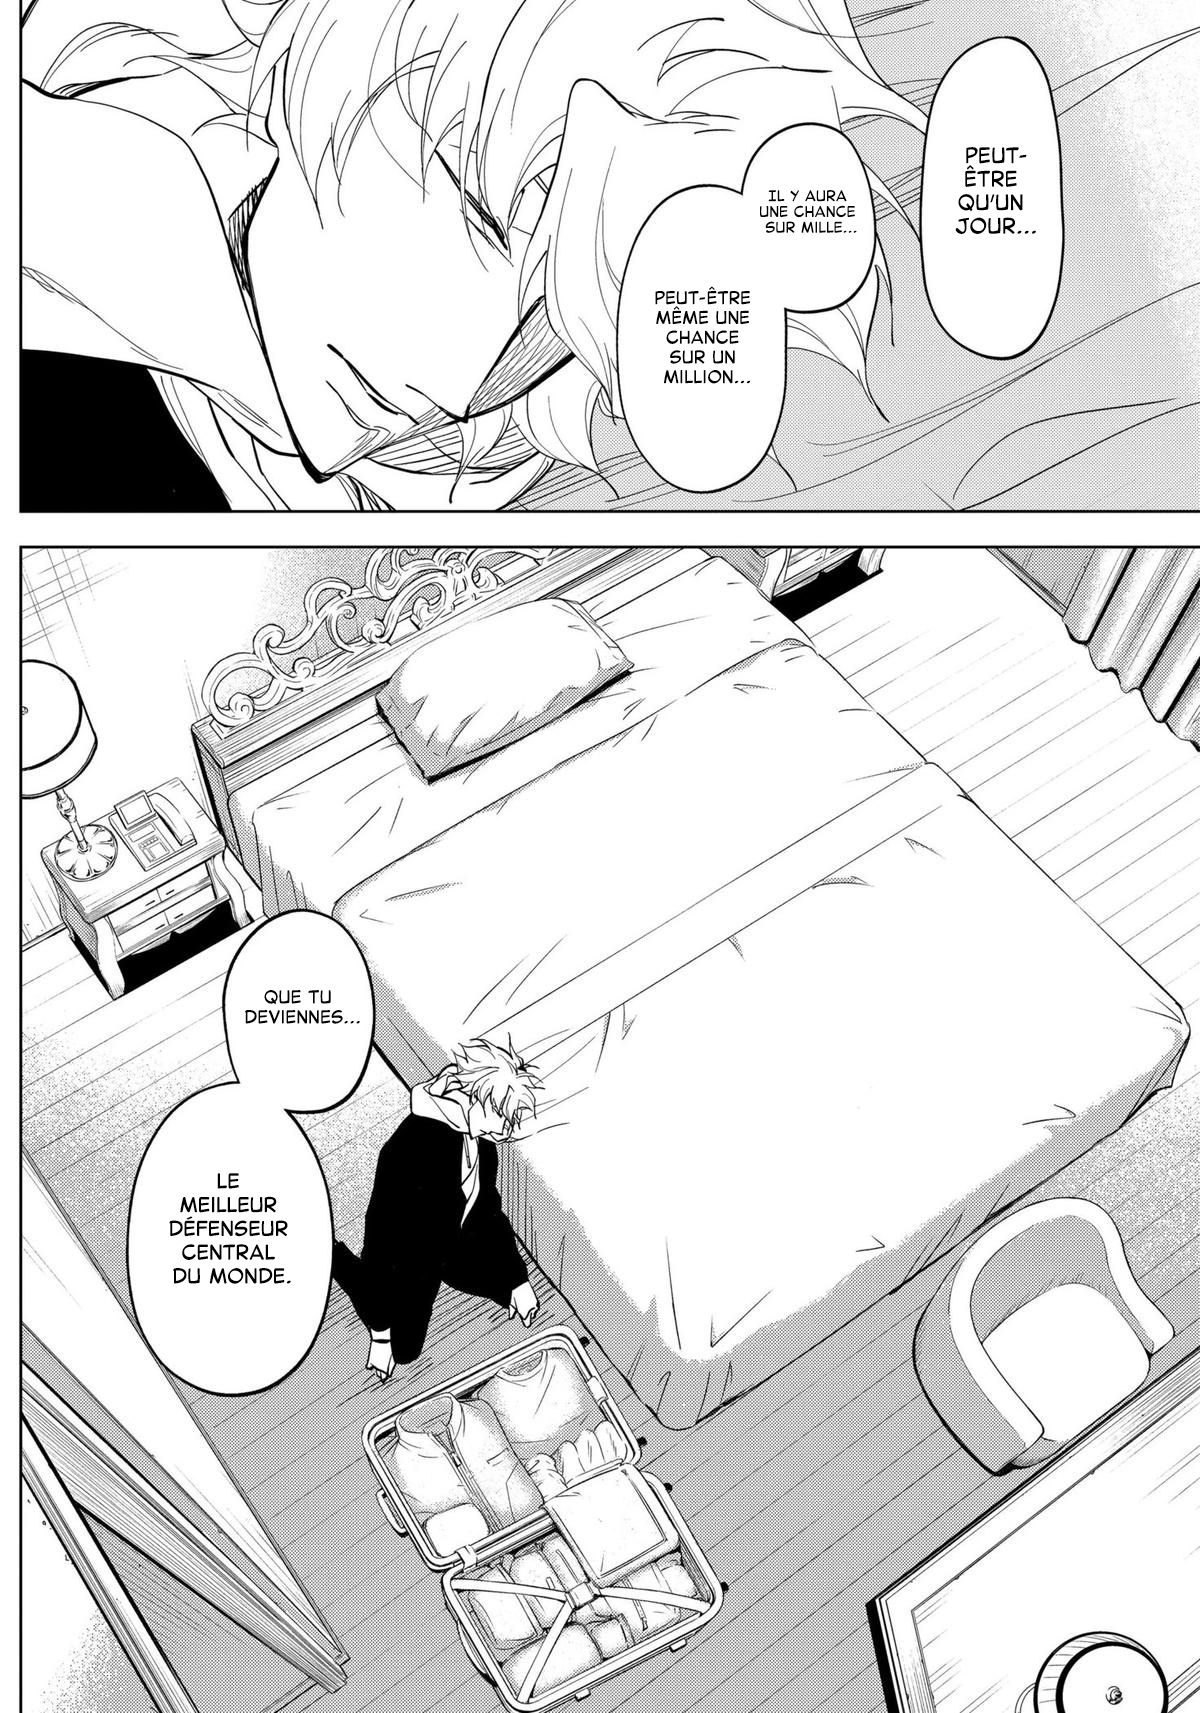 PEUT-
ÊTRE
QU'UN
JOUR...
IL Y AURA
UNE CHANCE
SUR MILLE...
PEUT-ÊTRE
MÊME UNE
CHANCE
SUR UN
MILLION...
QUE TU
DEVIENNES...
LE
MEILLEUR
DÉFENSEUR
CENTRAL
DU MONDE.